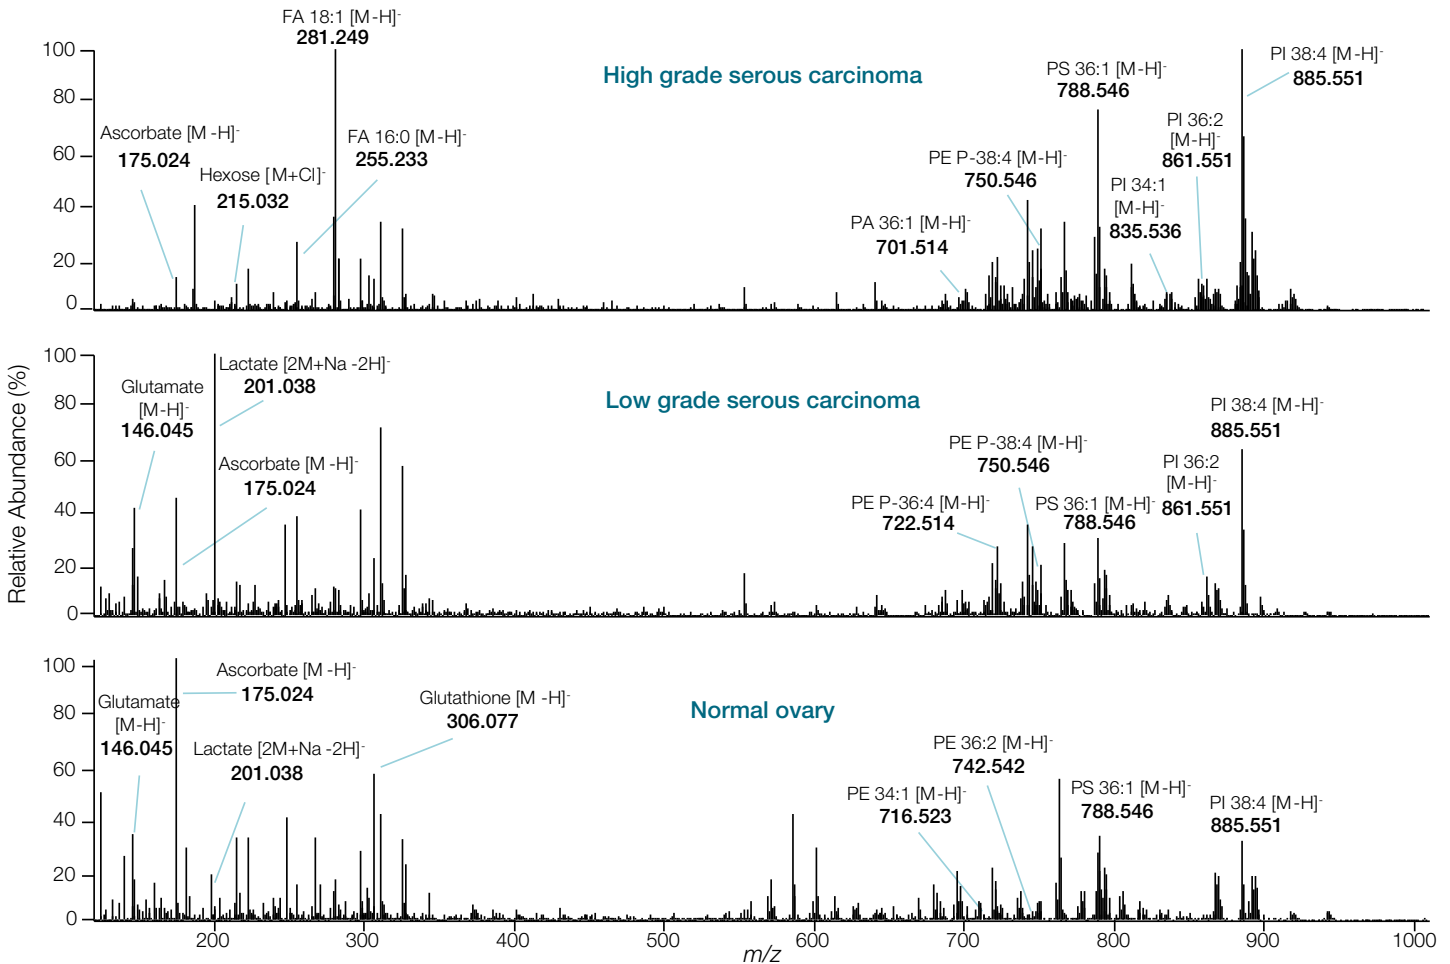 FA 18:1 [M-H]-
281.249
High grade serous carcinoma
PI 38:4 [M-H]-
885.551
PS 36:1 [M-H]-
788.546
Ascorbate [M -H]-
175.024
FA 16:0 [M-H]-
255.233
Hexose [M+Cl]-
215.032
PE P-38:4 [M-H]-
750.546
PI 36:2
[M-H]-
861.551
PI 34:1
[M-H]-
835.536
PA 36:1 [M-H]-
701.514
100
80
60
40
20
0
Relative Abundance (%)
Lactate [2M+Na -2H]-
201.038
Low grade serous carcinoma
Glutamate
[M-H]-
146.045
Ascorbate [M -H]-
175.024
PI 38:4 [M-H]-
885.551
PE P-38:4 [M-H]-
750.546
PI 36:2
[M-H]-
861.551
PE P-36:4 [M-H]-
722.514
PS 36:1 [M-H]-
788.546
100
80
60
40
20
0
Ascorbate [M -H]-
175.024
Normal ovary
Glutamate
[M-H]-
146.045
Lactate [2M+Na -2H]-
201.038
Glutathione [M -H]-
306.077
PE 36:2 [M-H]-
742.542
PE 34:1 [M-H]-
716.523
PS 36:1 [M-H]-
788.546
PI 38:4 [M-H]-
885.551
100
80
60
40
20
0
200 300 400 500 600 700 800 900 1000
m/z